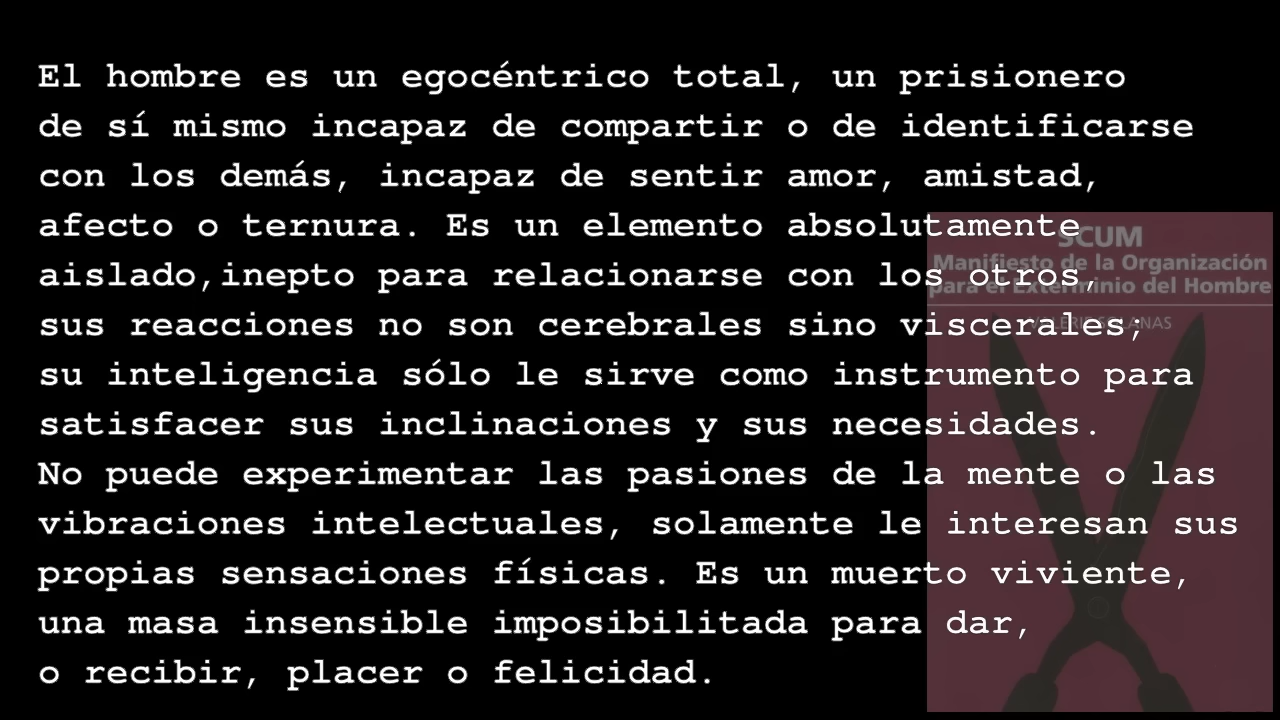 El hombre es un egocéntrico total, un prisionero
de sí mismo incapaz de compartir o de identificarse
con los demás, incapaz de sentir amor, amistad,
afecto o ternura. Es un elemento absolutamente
aislado,inepto para relacionarse con los otros,
sus reacciones no son cerebrales sino viscerales;
su inteligencia sólo le sirve como instrumento para
satisfacer sus inclinaciones y sus necesidades.
No puede experimentar las pasiones de la mente o las
vibraciones intelectuales, solamente le interesan sus
propias sensaciones físicas. Es un muerto viviente,
una masa insensible imposibilitada para dar,
o recibir, placer o felicidad.
SCUM
Manifiesto de la Organización
para el Exterminio del Hombre
VALERIE SOLANAS